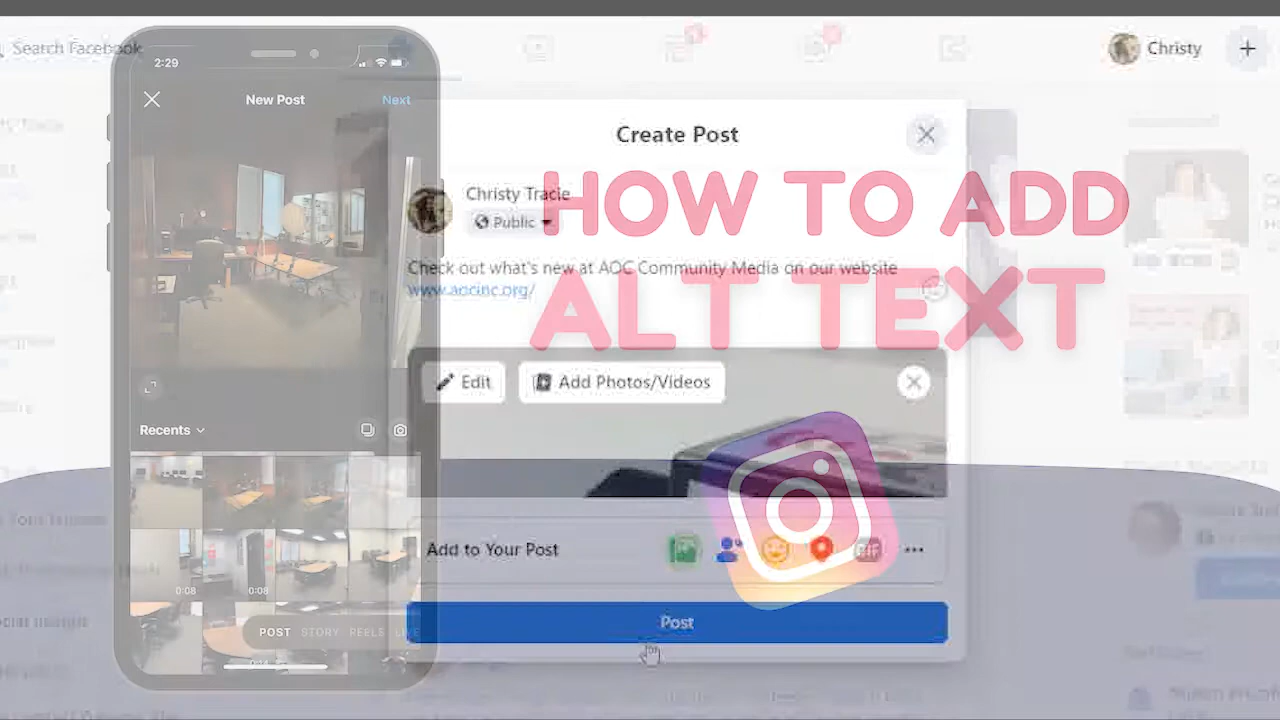 Search Facebook
Christy
2:29
New Post
Next
Create Post
Christy Tracie
Public
HOW TO ADD
ALT TEXT
Check out what's new at AOC Community Media on our website
www.aocinc.org/
Edit
Add Photos/Videos
Recents
Add to Your Post
GIF
0:08
0:08
POST STORY REELS LIVE
Post